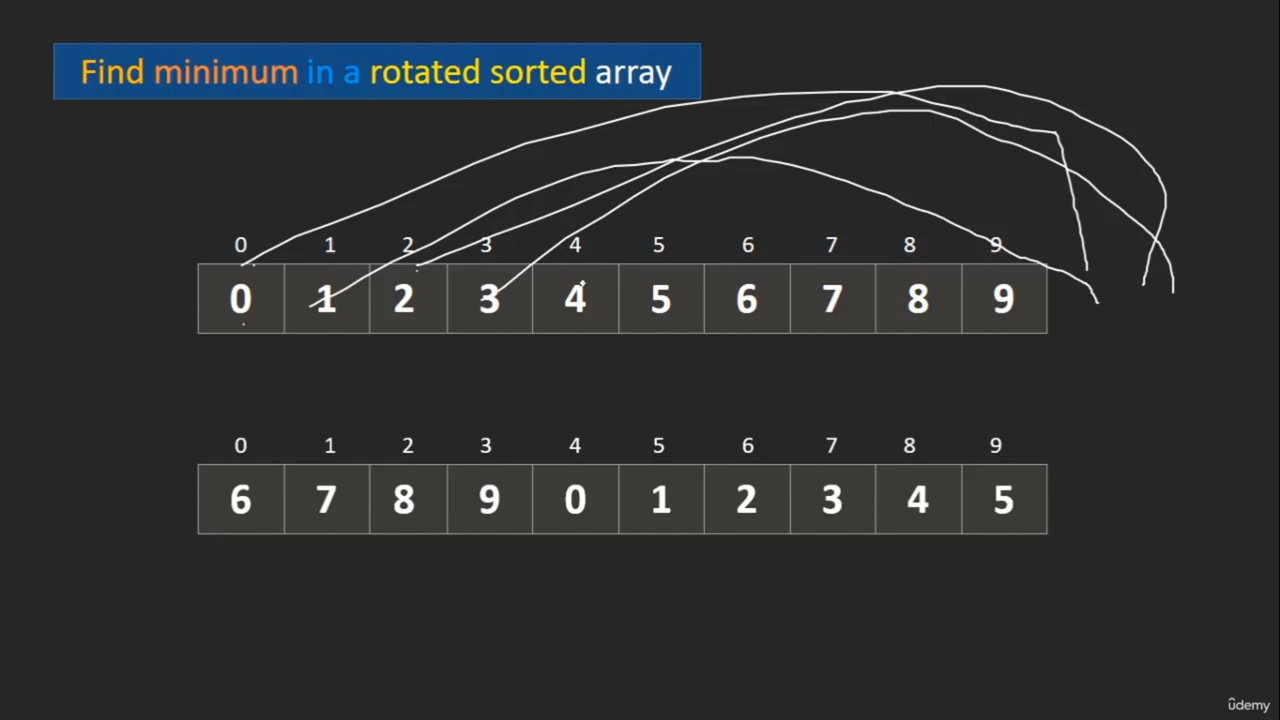 Find minimum in a rotated sorted array
0 1 2 3 4 5 6 7 8 9
0 1 2 3 4 5 6 7 8 9
0 1 2 3 4 5 6 7 8 9
6 7 8 9 0 1 2 3 4 5
ûdemy